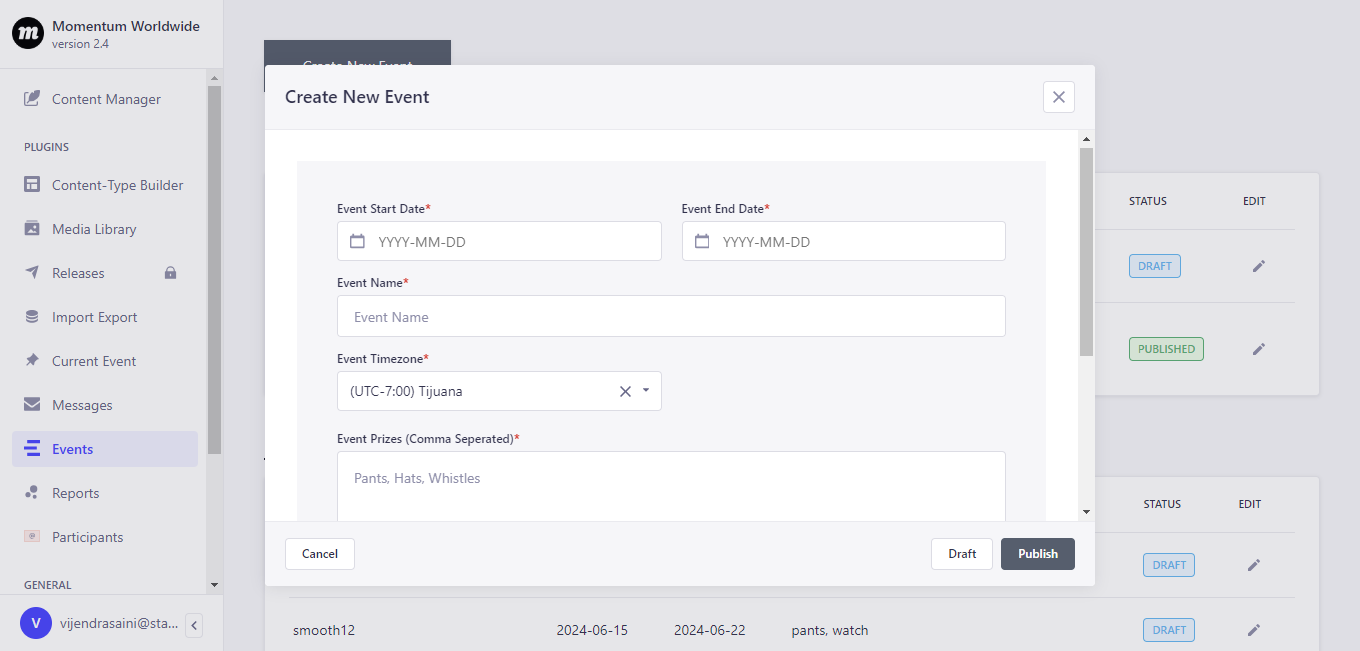 Momentum Worldwide
version 2.4
Content Manager
PLUGINS
Content-Type Builder
Media Library
Releases
Import Export
Current Event
Messages
Events
Reports
Participants
GENERAL
V vijendrasaini@sta...
Create New Event
Create New Event
Event Start Date* Event End Date*
YYYY-MM-DD YYYY-MM-DD
Event Name*
Event Name
Event Timezone*
(UTC-7:00) Tijuana
Event Prizes (Comma Seperated)*
Pants, Hats, Whistles
Cancel Draft Publish
STATUS EDIT
DRAFT
PUBLISHED
STATUS EDIT
DRAFT
smooth12 2024-06-15 2024-06-22 pants, watch DRAFT